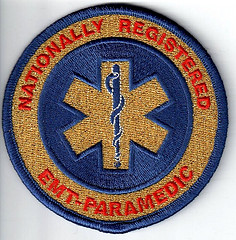 NATIONALLY REGISTERED
EMT-PARAMEDIC